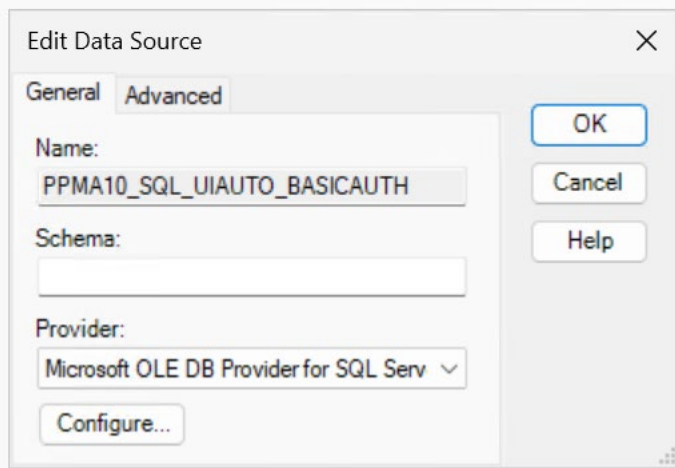 Edit Data Source
General
Advanced
Name:
PPMA10_SQL_UIAUTO_BASICAUTH
Schema:
Provider:
Microsoft OLE DB Provider for SQL Serv
Configure...
OK
Cancel
Help